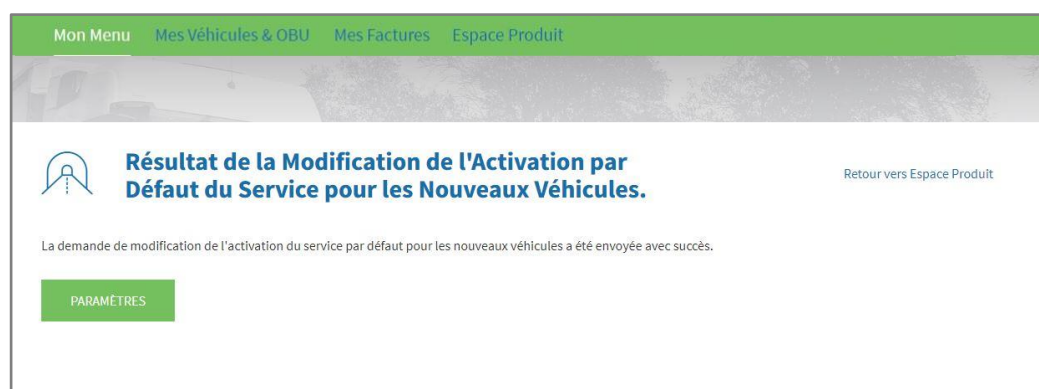 Mon Menu Mes Véhicules & OBU Mes Factures Espace Produit
Résultat de la Modification de l'Activation par
Défaut du Service pour les Nouveaux Véhicules.
Retour vers Espace Produit
La demande de modification de l'activation du service par défaut pour les nouveaux véhicules a été envoyée avec succès.
PARAMÈTRES